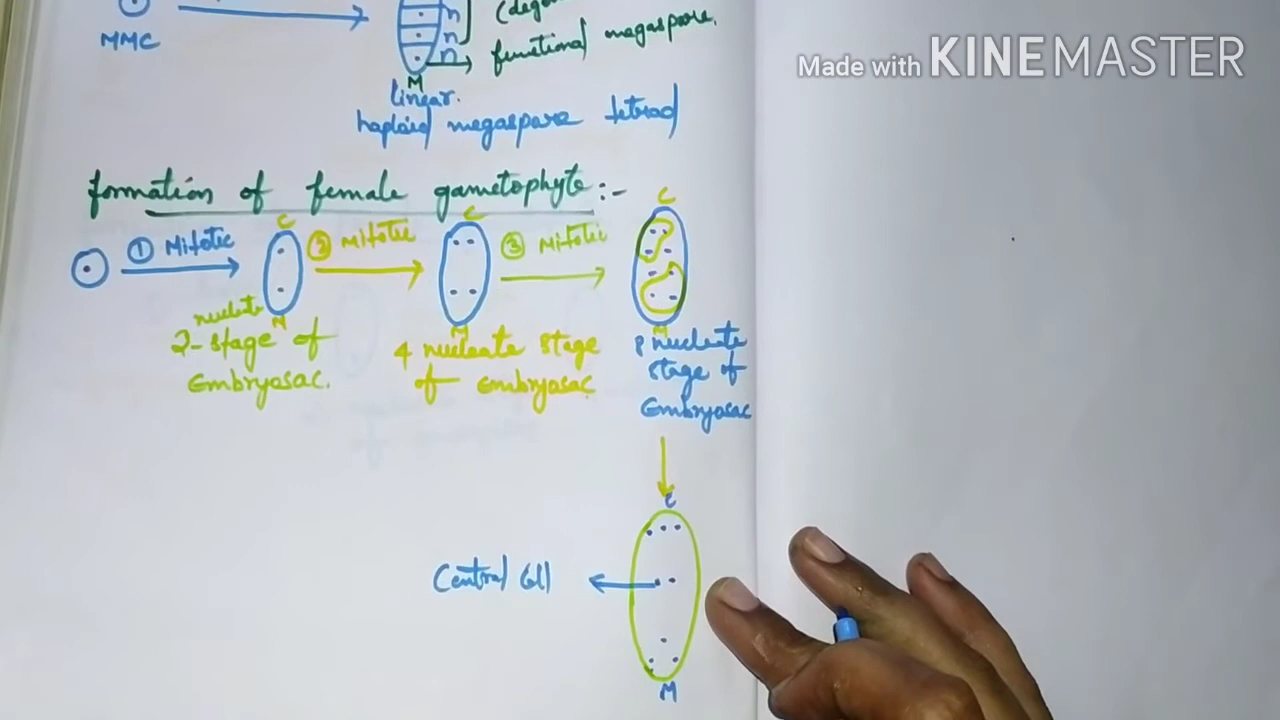 MMC
n
n
n
functional megaspore.
M
linear.
haploid megaspore tetrad
formation of female gametophyte:-
① Mitotic
C
② Mitotic
C
③ Mitotic
C
M
M
M
nucleate
2-stage of
Embryosac.
4 nucleate stage
of Embryosac
8 nucleate
stage of
Embryosac
C
Central Cell
M
Made with KINEMASTER